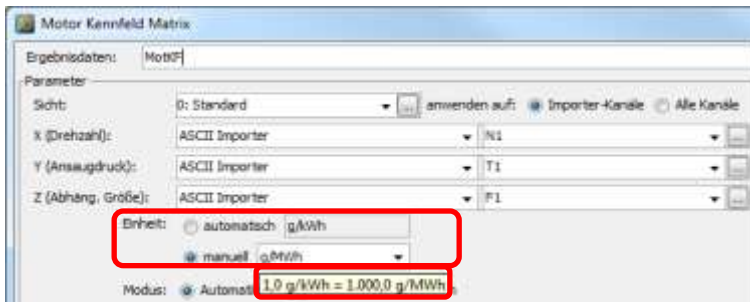 Motor Kennfeld Matrix
Ergebnisdaten: MotKF
Parameter
Sicht: 0: Standard ... anwenden auf: Importer-Kanäle Alle Kanäle
X (Drehzahl): ASCII Importer N1 ...
Y (Ansaugdruck): ASCII Importer T1 ...
Z (Abhäng. Größe): ASCII Importer F1 ...
Einheit: automatisch g/kWh
manuell g/MWh
Modus: Automati
1,0 g/kWh = 1.000,0 g/MWh